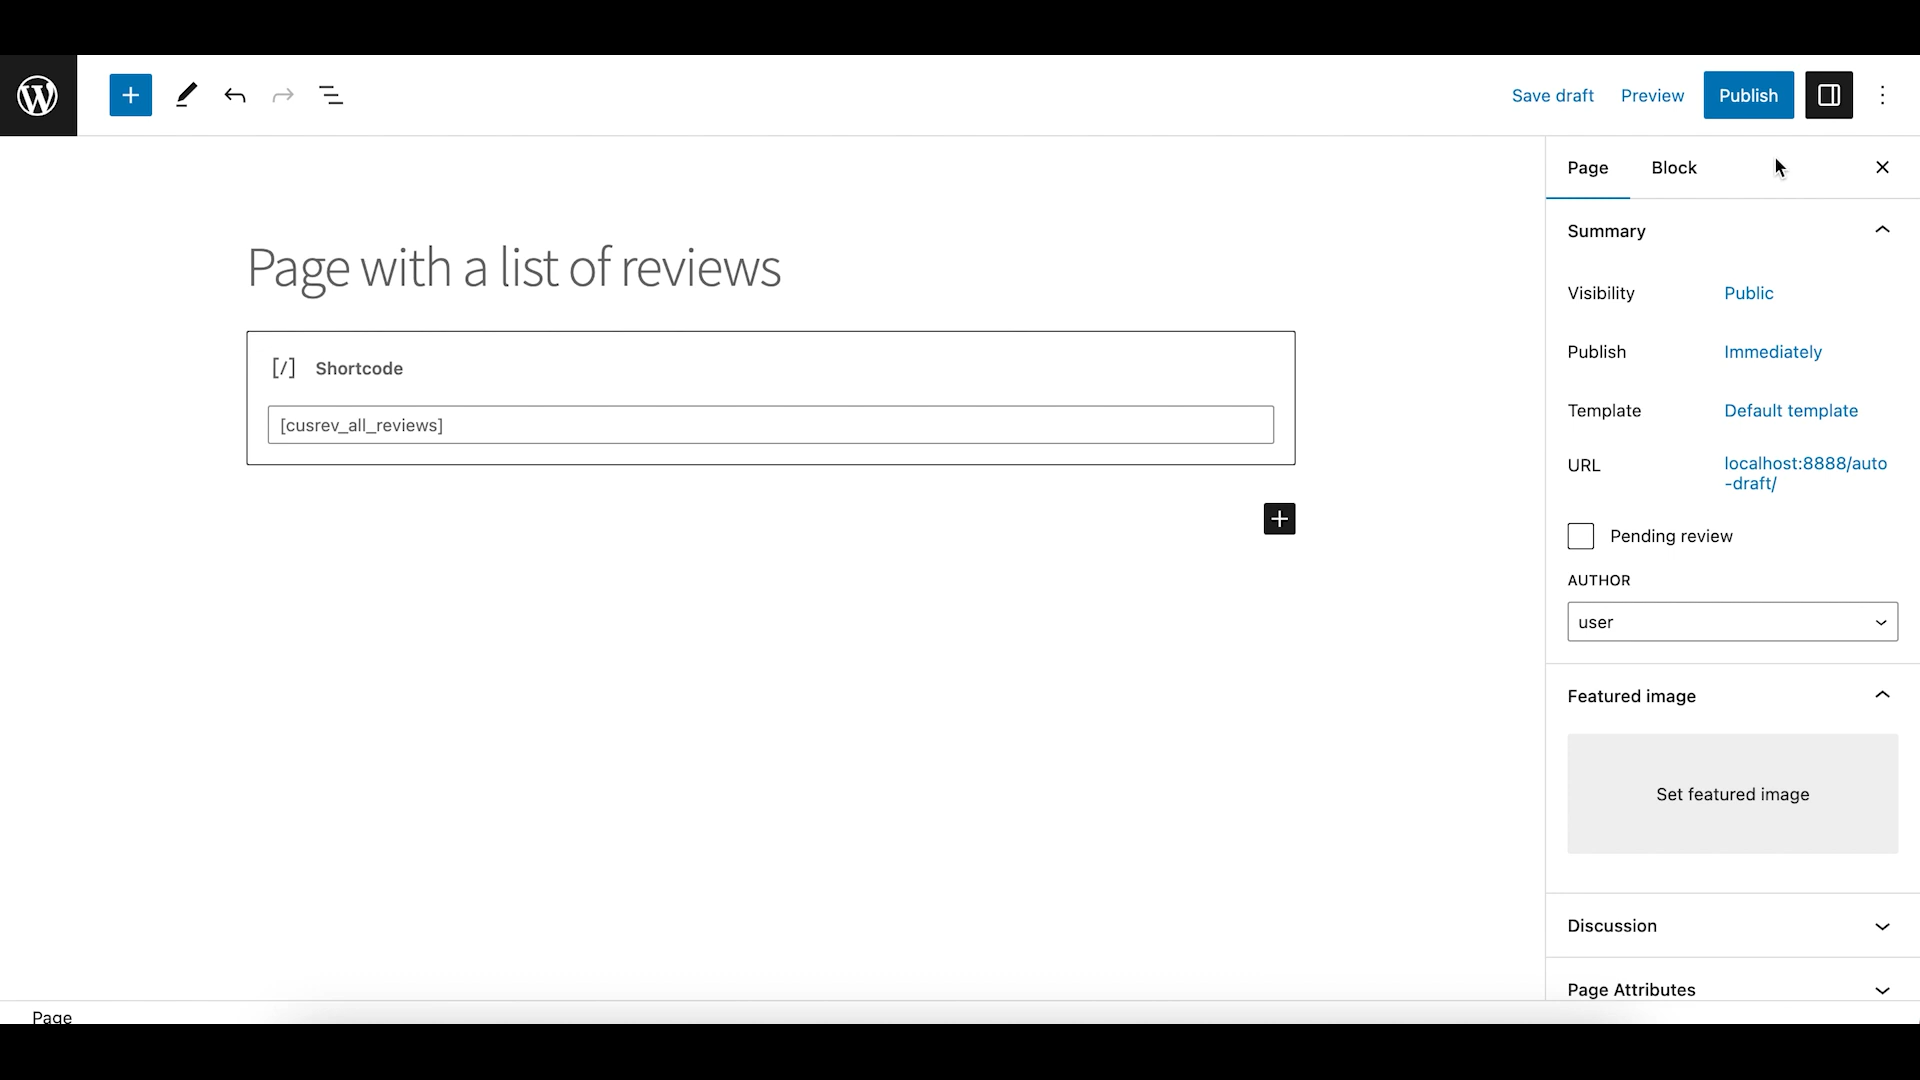 Save draft Preview Publish
Page Block
Page with a list of reviews
[/] Shortcode
[cusrev_all_reviews]
Summary
Visibility Public
Publish Immediately
Template Default template
URL localhost:8888/auto
-draft/
Pending review
AUTHOR
user
Featured image
Set featured image
Discussion
Page Attributes
Page